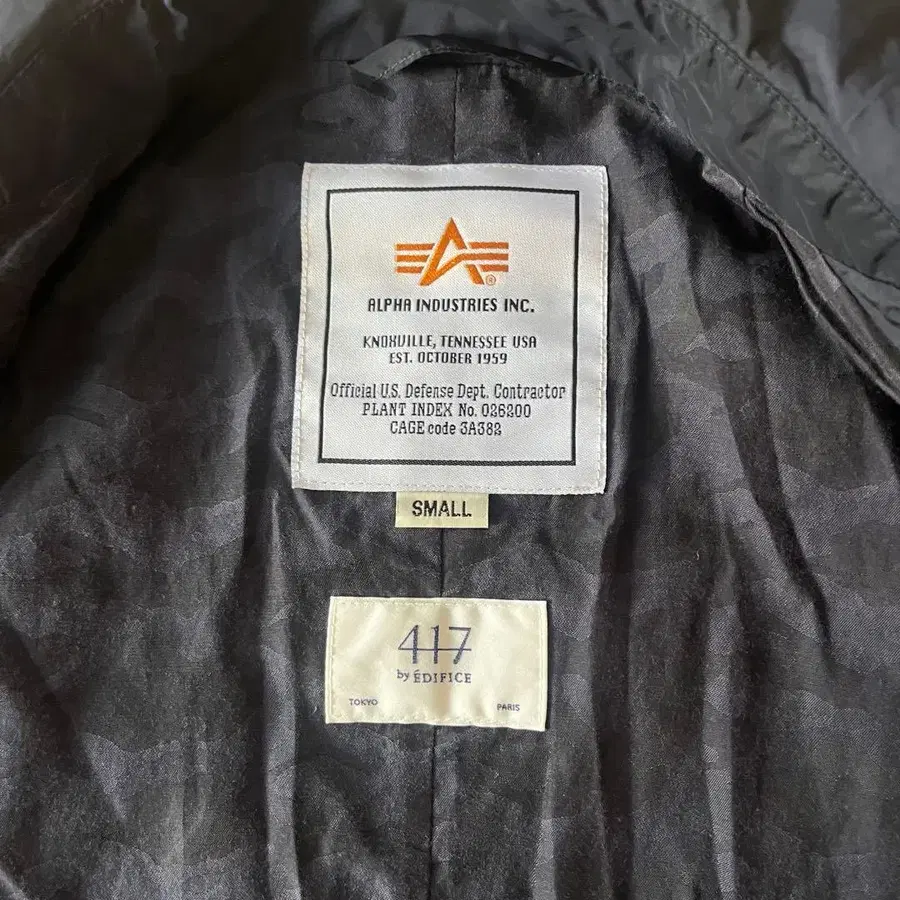 ®
ALPHA INDUSTRIES INC.
KNOXVILLE, TENNESSEE USA
EST. OCTOBER 1959
Official U.S. Defense Dept. Contractor
PLANT INDEX No. 026200
CAGE code 3A382
SMALL
417
by ÉDIFICE
TOKYO PARIS